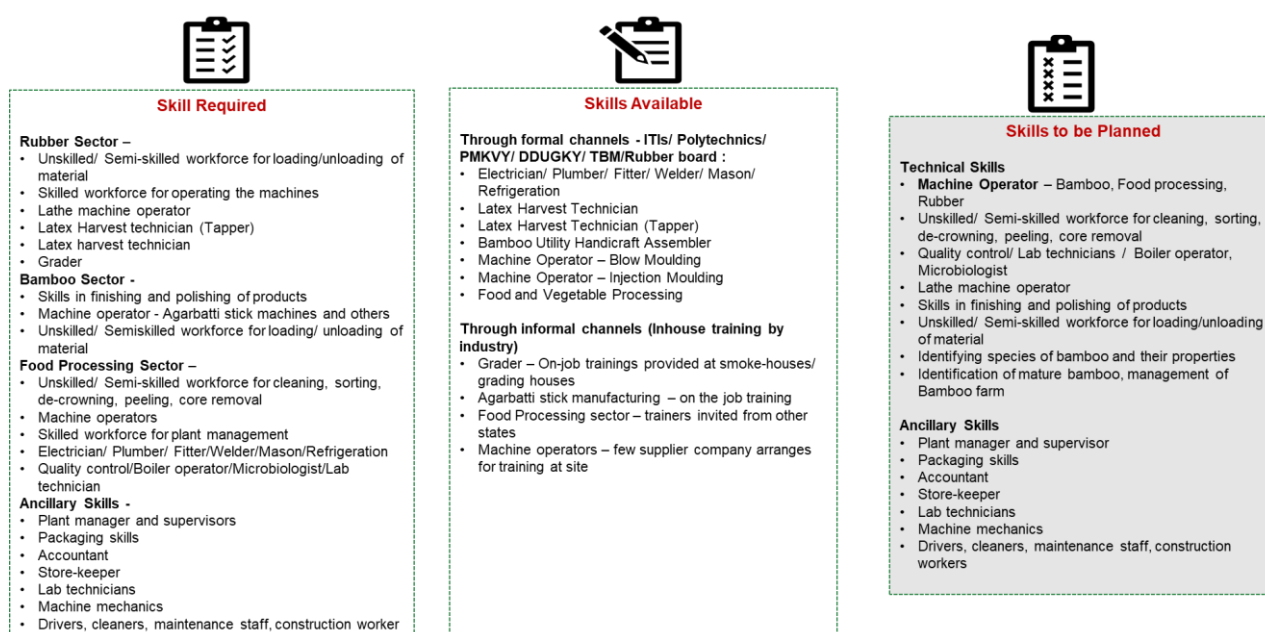 Skill Required
Rubber Sector –
• Unskilled/ Semi-skilled workforce for loading/unloading of
material
• Skilled workforce for operating the machines
• Lathe machine operator
• Latex Harvest technician (Tapper)
• Latex harvest technician
• Grader
Bamboo Sector -
• Skills in finishing and polishing of products
• Machine operator - Agarbatti stick machines and others
• Unskilled/ Semiskilled workforce for loading/ unloading of
material
Food Processing Sector –
• Unskilled/ Semi-skilled workforce for cleaning, sorting,
de-crowning, peeling, core removal
• Machine operators
• Skilled workforce for plant management
• Electrician/ Plumber/ Fitter/Welder/Mason/Refrigeration
• Quality control/Boiler operator/Microbiologist/Lab
technician
Ancillary Skills -
• Plant manager and supervisors
• Packaging skills
• Accountant
• Store-keeper
• Lab technicians
• Machine mechanics
• Drivers, cleaners, maintenance staff, construction worker
Skills Available
Through formal channels - ITIs/ Polytechnics/
PMKVY/ DDUGKY/ TBM/Rubber board :
• Electrician/ Plumber/ Fitter/ Welder/ Mason/
Refrigeration
• Latex Harvest Technician
• Latex Harvest Technician (Tapper)
• Bamboo Utility Handicraft Assembler
• Machine Operator – Blow Moulding
• Machine Operator – Injection Moulding
• Food and Vegetable Processing
Through informal channels (Inhouse training by
industry)
• Grader – On-job trainings provided at smoke-houses/
grading houses
• Agarbatti stick manufacturing – on the job training
• Food Processing sector – trainers invited from other
states
• Machine operators – few supplier company arranges
for training at site
Skills to be Planned
Technical Skills
• Machine Operator – Bamboo, Food processing,
Rubber
• Unskilled/ Semi-skilled workforce for cleaning, sorting,
de-crowning, peeling, core removal
• Quality control/ Lab technicians / Boiler operator,
Microbiologist
• Lathe machine operator
• Skills in finishing and polishing of products
• Unskilled/ Semi-skilled workforce for loading/unloading
of material
• Identifying species of bamboo and their properties
• Identification of mature bamboo, management of
Bamboo farm
Ancillary Skills
• Plant manager and supervisor
• Packaging skills
• Accountant
• Store-keeper
• Lab technicians
• Machine mechanics
• Drivers, cleaners, maintenance staff, construction
workers